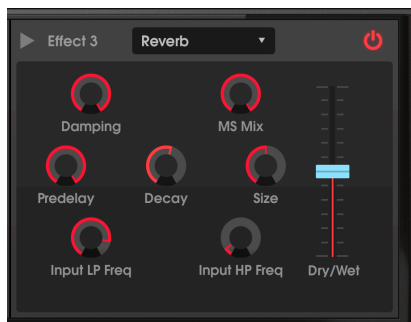 Effect 3 Reverb
Damping MS Mix
Predelay Decay Size
Input LP Freq Input HP Freq Dry/Wet